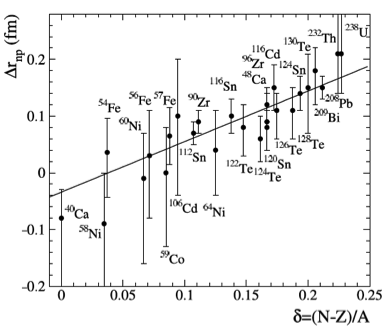 Δr_np (fm)
0.2
0.1
0
-0.1
-0.2
0
0.05
0.1
0.15
0.2
0.25
δ=(N-Z)/A
⁴⁰Ca
⁵⁴Fe
⁵⁸Ni
⁶⁰Ni
⁵⁶Fe
⁵⁷Fe
⁵⁹Co
⁹⁰Zr
¹¹²Sn
¹⁰⁶Cd
⁶⁴Ni
¹¹⁶Sn
¹²²Te
¹²⁴Te
⁹⁶Zr
⁴⁸Ca
¹¹⁶Cd
¹²⁰Sn
¹²⁶Te
¹²⁴Sn
¹³⁰Te
¹²⁸Te
²³²Th
²⁰⁹Bi
²⁰⁸Pb
²³⁸U